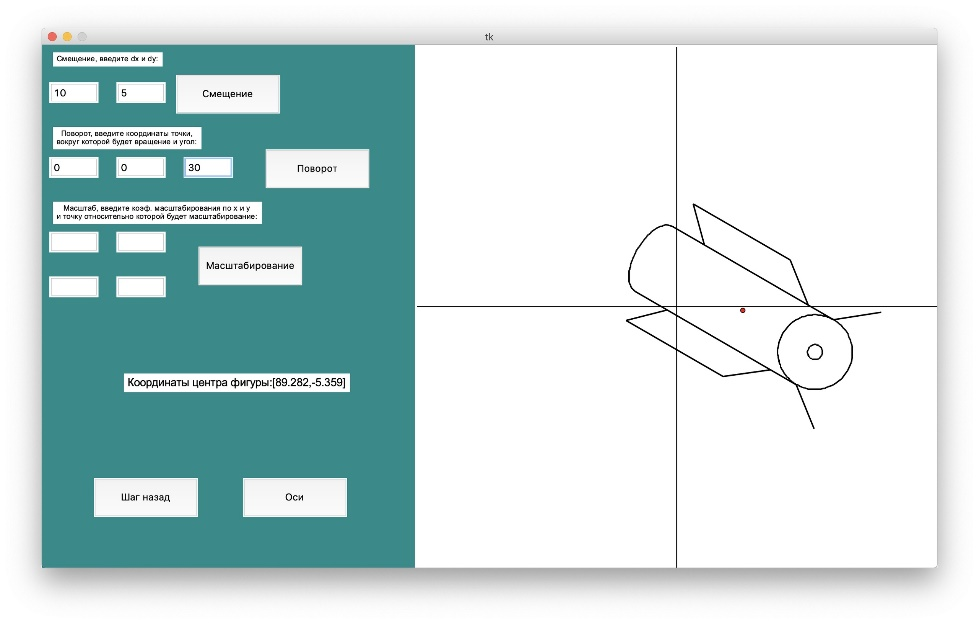 tk
Смещение, введите dx и dy:
10 5 Смещение
Поворот, введите координаты точки,
вокруг которой будет вращение и угол:
0 0 30 Поворот
Масштаб, введите коэф. масштабирования по x и y
и точку относительно которой будет масштабирование:
Масштабирование
Координаты центра фигуры:[89.282,-5.359]
Шаг назад Оси